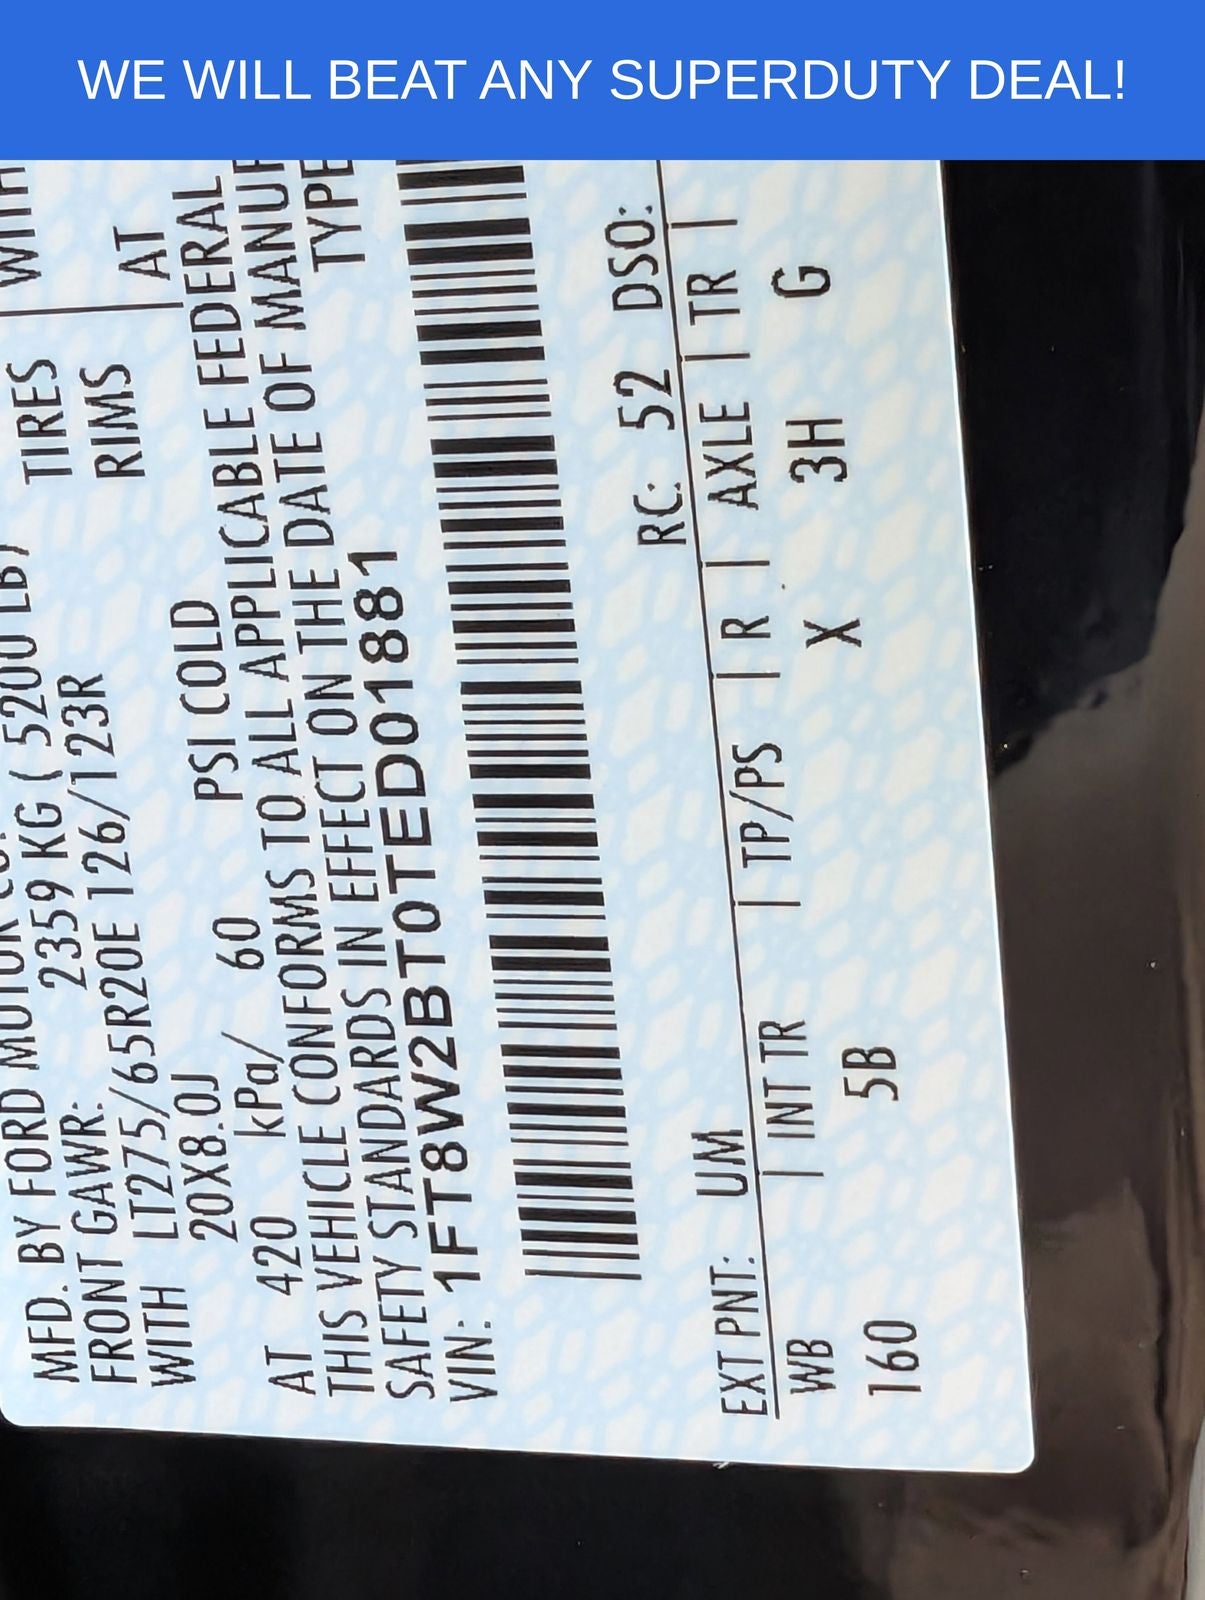 WE WILL BEAT ANY SUPERDUTY DEAL!
MFD. BY FORD MOTOR CO.
FRONT GAWR: 2359 KG ( 5200 LB) WITH
WITH LT275/65R20E 126/123R TIRES
20X8.0J RIMS
AT 420 kPa/ 60 PSI COLD AT
THIS VEHICLE CONFORMS TO ALL APPLICABLE FEDERAL
SAFETY STANDARDS IN EFFECT ON THE DATE OF MANUF
VIN: 1FT8W2BT0TED01881 TYPE
EXT PNT: UM RC: 52 DSO:
WB | INT TR | TP/PS | R | AXLE | TR |
160 5B X 3H G